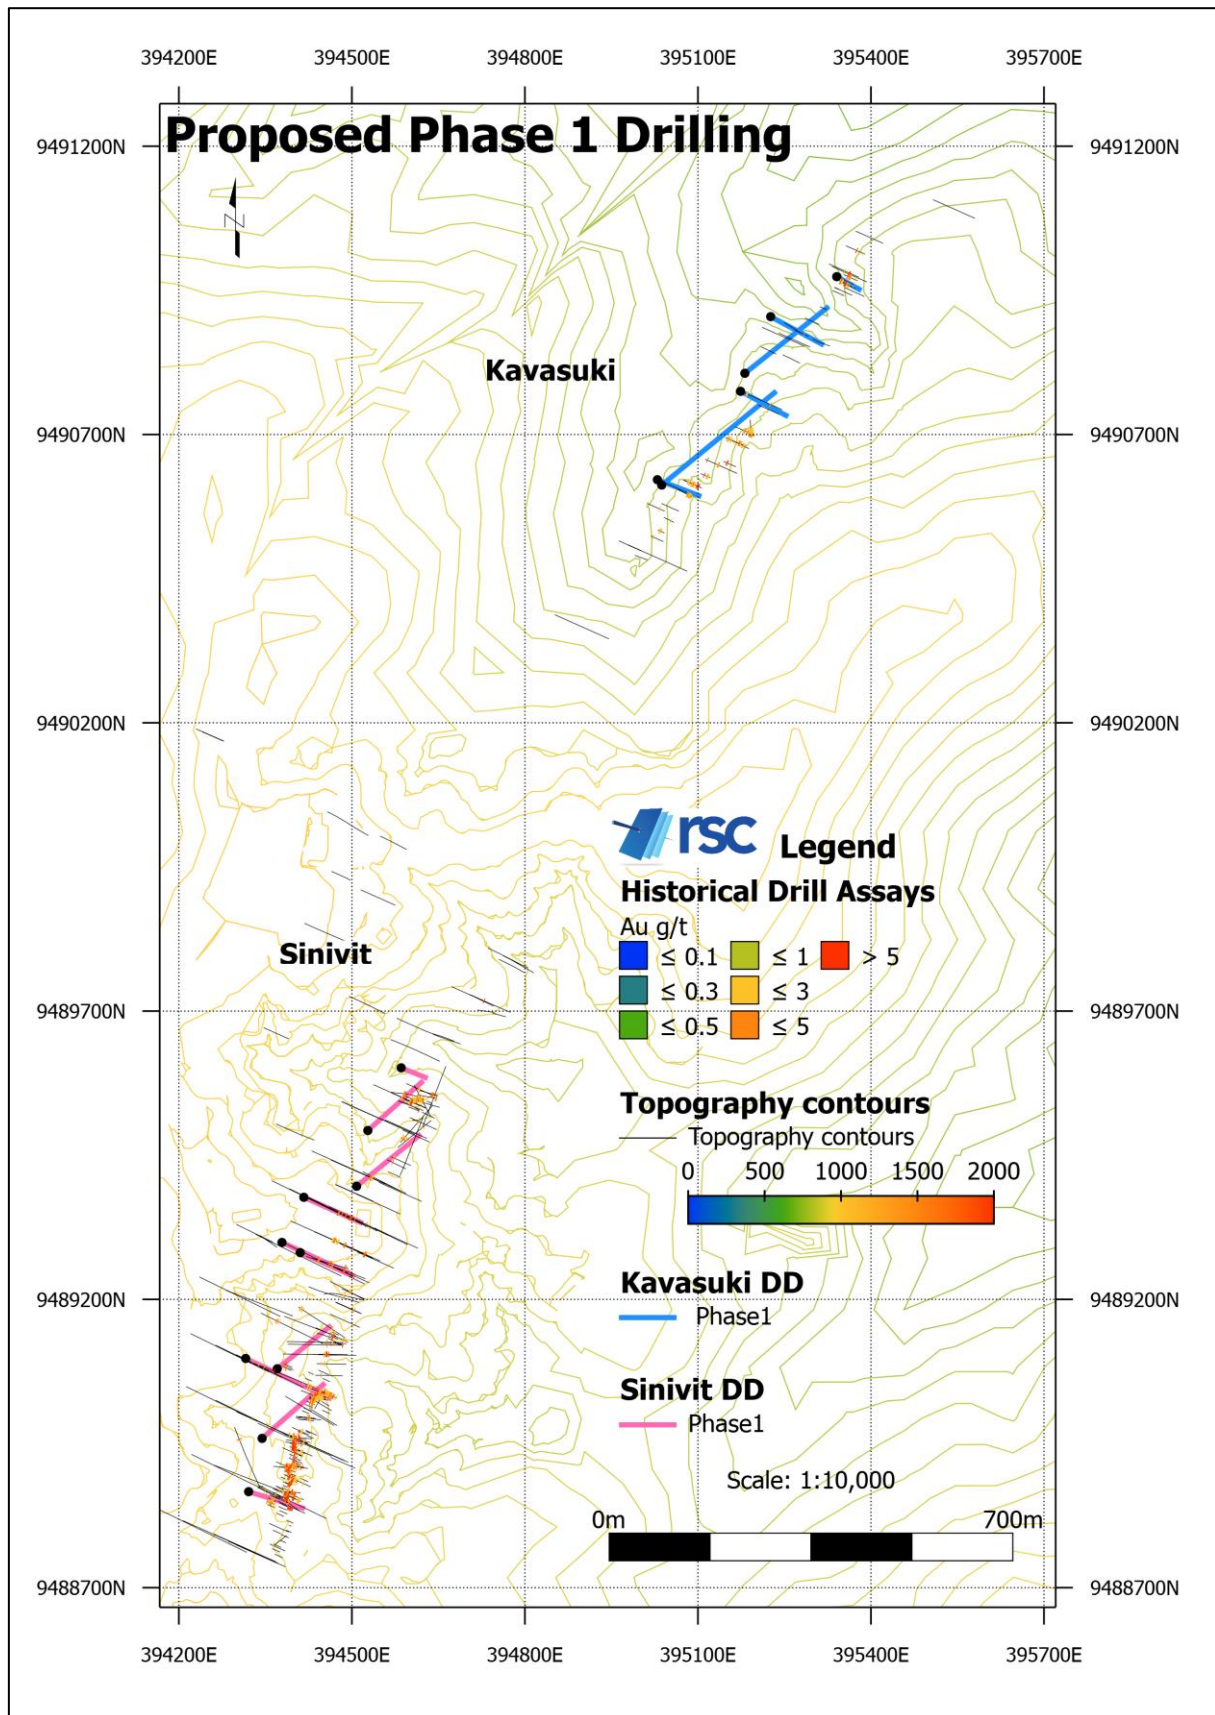 394200E 394500E 394800E 395100E 395400E 395700E
Proposed Phase 1 Drilling
9491200N 9491200N
N
Kavasuki
9490700N 9490700N
9490200N 9490200N
rsc Legend
Historical Drill Assays
Au g/t
≤ 0.1 ≤ 1 > 5
≤ 0.3 ≤ 3
≤ 0.5 ≤ 5
Sinivit
9489700N 9489700N
Topography contours
Topography contours
0 500 1000 1500 2000
Kavasuki DD
Phase1
9489200N 9489200N
Sinivit DD
Phase1
Scale: 1:10,000
0m 700m
9488700N 9488700N
394200E 394500E 394800E 395100E 395400E 395700E